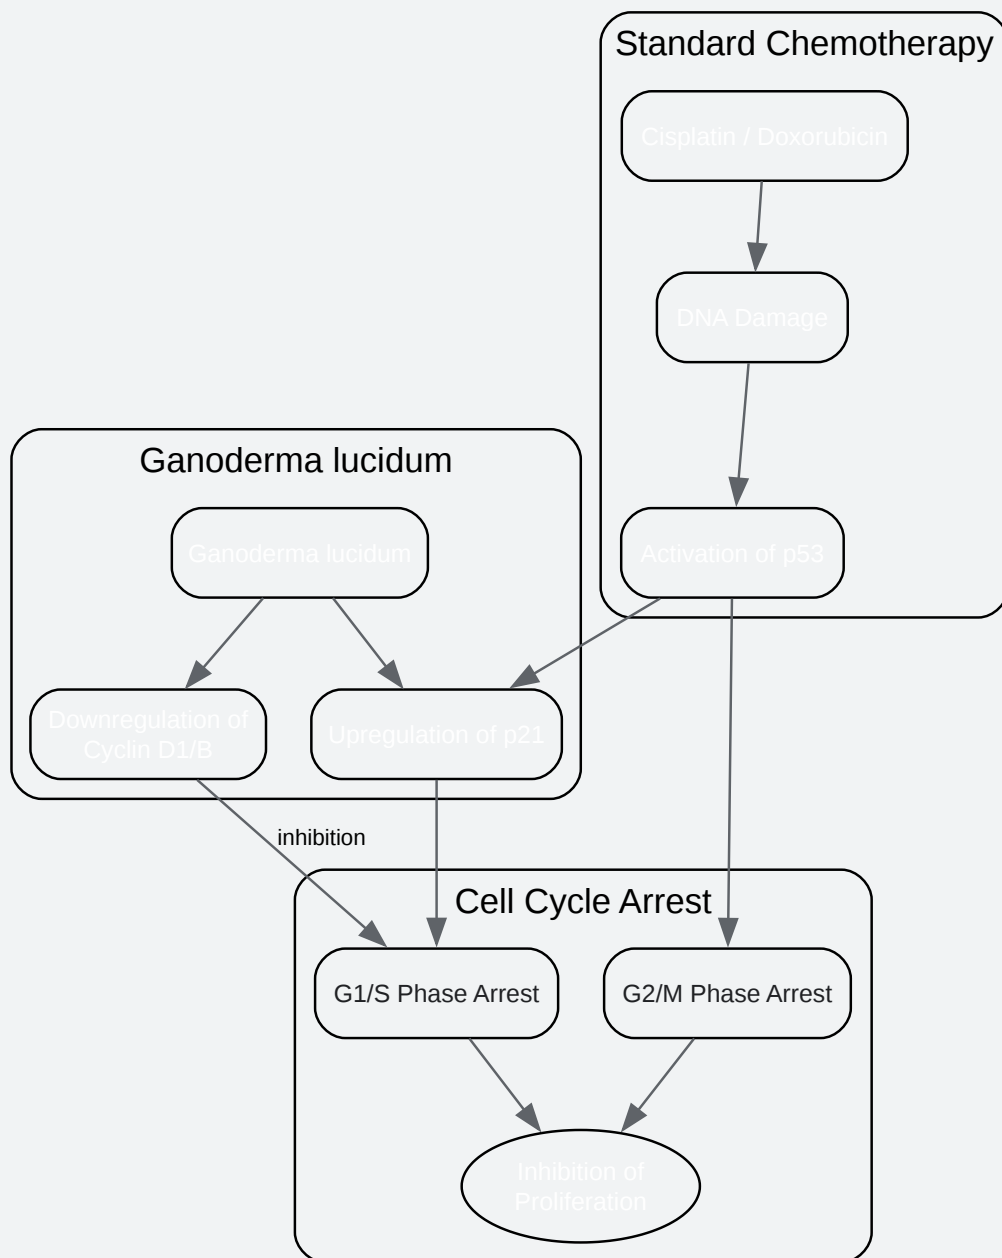 Standard Chemotherapy
Cisplatin / Doxorubicin
DNA Damage
Ganoderma lucidum
Ganoderma lucidum
Activation of p53
Downregulation of
Cyclin D1/B
Upregulation of p21
inhibition
Cell Cycle Arrest
G1/S Phase Arrest
G2/M Phase Arrest
Inhibition of
Proliferation